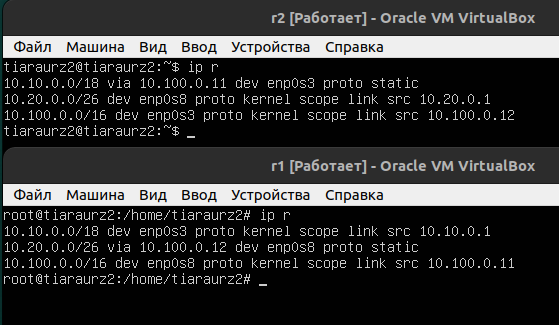 r2 [Работает] - Oracle VM VirtualBox
Файл Машина Вид Ввод Устройства Справка
tiaraurz2@tiaraurz2:~$ ip r
10.10.0.0/18 via 10.100.0.11 dev enp0s3 proto static
10.20.0.0/26 dev enp0s8 proto kernel scope link src 10.20.0.1
10.100.0.0/16 dev enp0s3 proto kernel scope link src 10.100.0.12
tiaraurz2@tiaraurz2:~$ _
r1 [Работает] - Oracle VM VirtualBox
Файл Машина Вид Ввод Устройства Справка
root@tiaraurz2:/home/tiaraurz2# ip r
10.10.0.0/18 dev enp0s3 proto kernel scope link src 10.10.0.1
10.20.0.0/26 via 10.100.0.12 dev enp0s8 proto static
10.100.0.0/16 dev enp0s8 proto kernel scope link src 10.100.0.11
root@tiaraurz2:/home/tiaraurz2# _